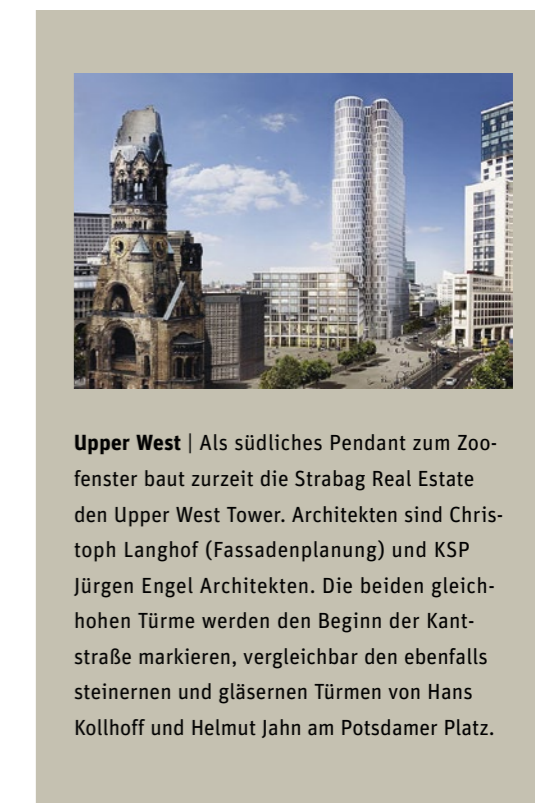 Upper West | Als südliches Pendant zum Zoo-
fenster baut zurzeit die Strabag Real Estate
den Upper West Tower. Architekten sind Chris-
toph Langhof (Fassadenplanung) und KSP
Jürgen Engel Architekten. Die beiden gleich-
hohen Türme werden den Beginn der Kant-
straße markieren, vergleichbar den ebenfalls
steinernen und gläsernen Türmen von Hans
Kollhoff und Helmut Jahn am Potsdamer Platz.